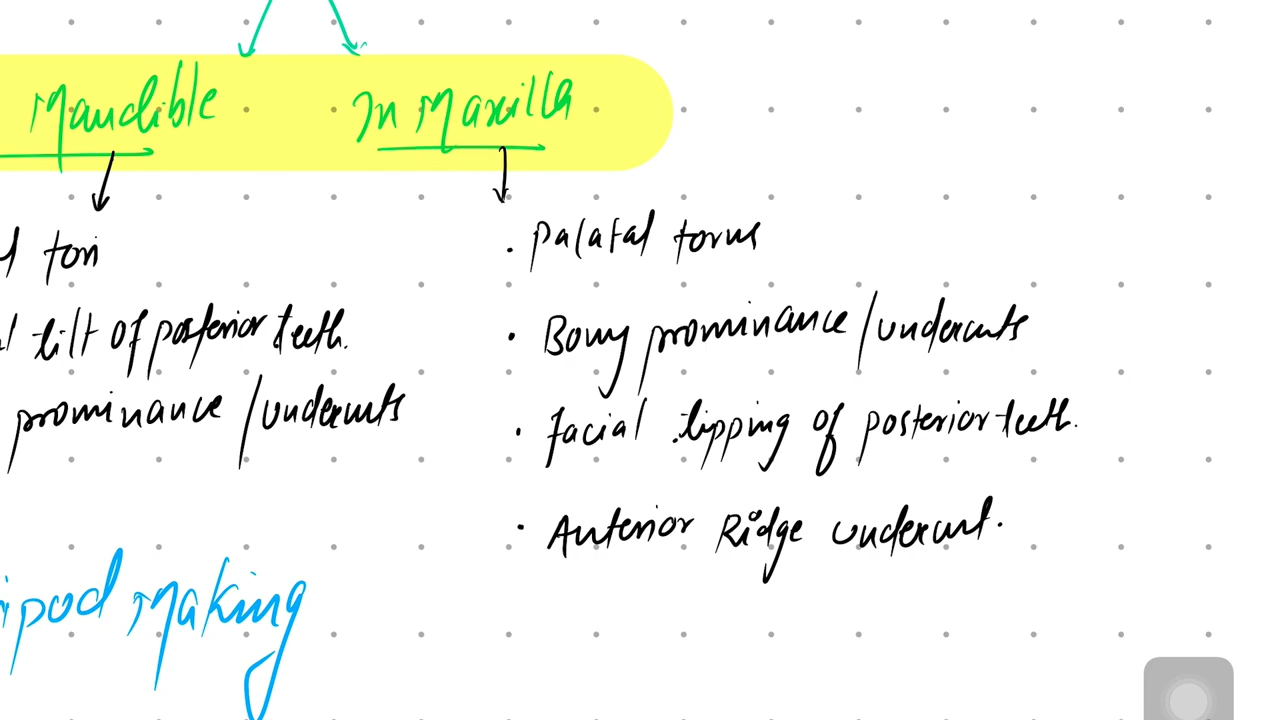 Mandible In Maxilla
tori
. Palatal torus
tilt of posterior teeth.
. Bony prominance/undercuts
prominance/undercuts
. Facial tipping of posterior teeth.
. Anterior Ridge undercut.
ipod Making